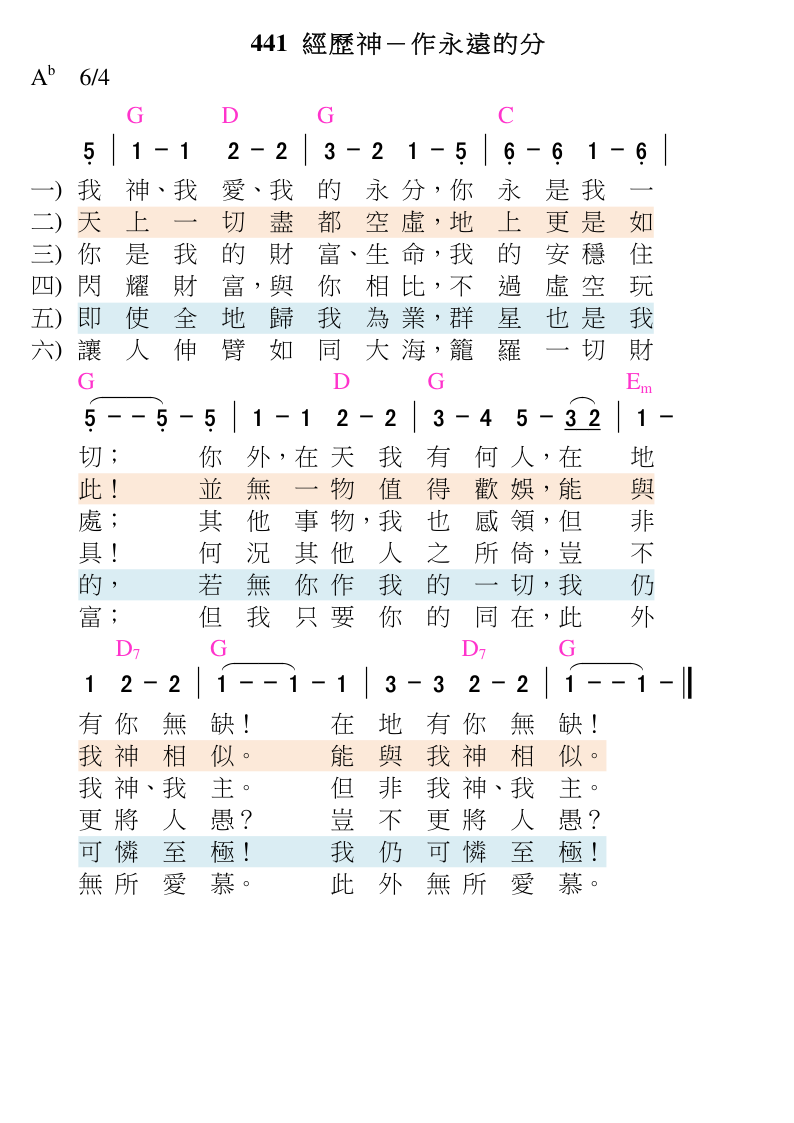 441 經歷神－作永遠的分
A♭ 6/4
G D G C
5̣ | 1 - 1 2 - 2 | 3 - 2 1 - 5̣ | 6̣ - 6̣ 1 - 6̣ |
一) 我神、我愛、我的永分，你永是我一
二) 天上一切盡都空虛，地上更是如
三) 你是我的財富、生命，我的安穩住
四) 閃耀財富，與你相比，不過虛空玩
五) 即使全地歸我為業，群星也是我
六) 讓人伸臂如同大海，籠羅一切財
G D G Em
5̣ - - 5̣ - 5̣ | 1 - 1 2 - 2 | 3 - 4 5 - 3 2 | 1 -
切；你外，在天我有何人，在地
此！並無一物值得歡娛，能與
處；其他事物，我也感領，但非
具！何況其他人之所倚，豈不
的，若無你作我的一切，我仍
富；但我只要你的同在，此外
D7 G D7 G
1 2 - 2 | 1 - - 1 - 1 | 3 - 3 2 - 2 | 1 - - 1 - ‖
有你無缺！在地有你無缺！
我神相似。能與我神相似。
我神、我主。但非我神、我主。
更將人愚？豈不更將人愚？
可憐至極！我仍可憐至極！
無所愛慕。此外無所愛慕。